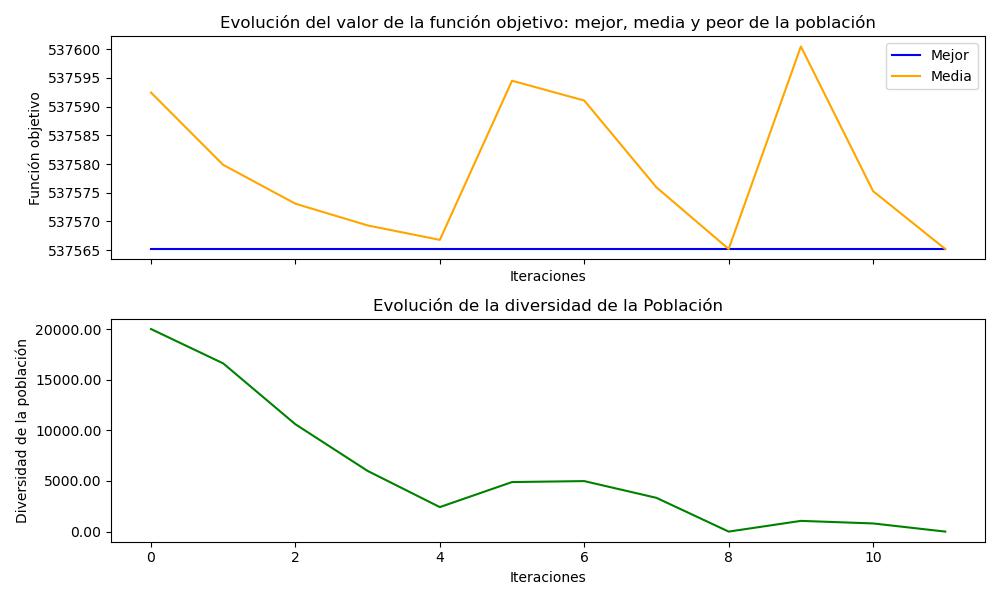 Evolución del valor de la función objetivo: mejor, media y peor de la población
537600
537595
537590
537585
537580
537575
537570
537565
Función objetivo
Mejor
Media
Iteraciones
Evolución de la diversidad de la Población
20000.00
15000.00
10000.00
5000.00
0.00
Diversidad de la población
0 2 4 6 8 10
Iteraciones